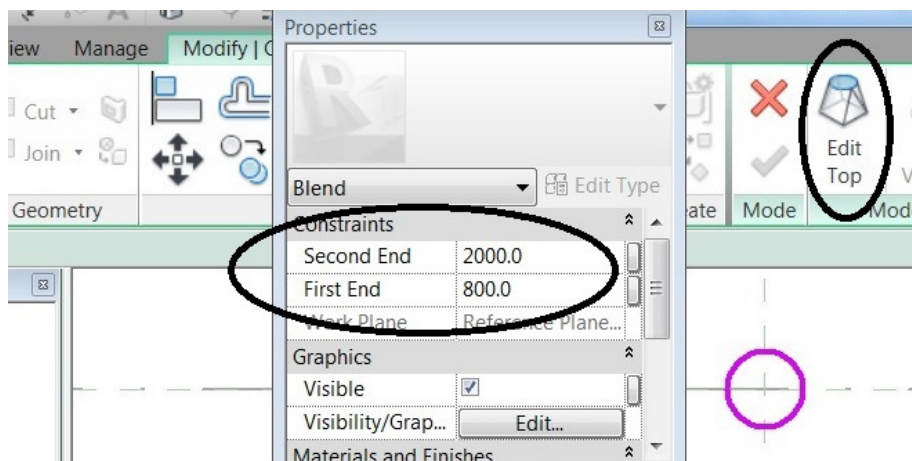 Properties
iew Manage Modify | C
Cut
Join
Geometry
Blend Edit Type
Constraints
Second End 2000.0
First End 800.0
Work Plane Reference Plane...
Graphics
Visible
Visibility/Grap... Edit...
Materials and Finishes
ate Mode Mod
Edit
Top
V